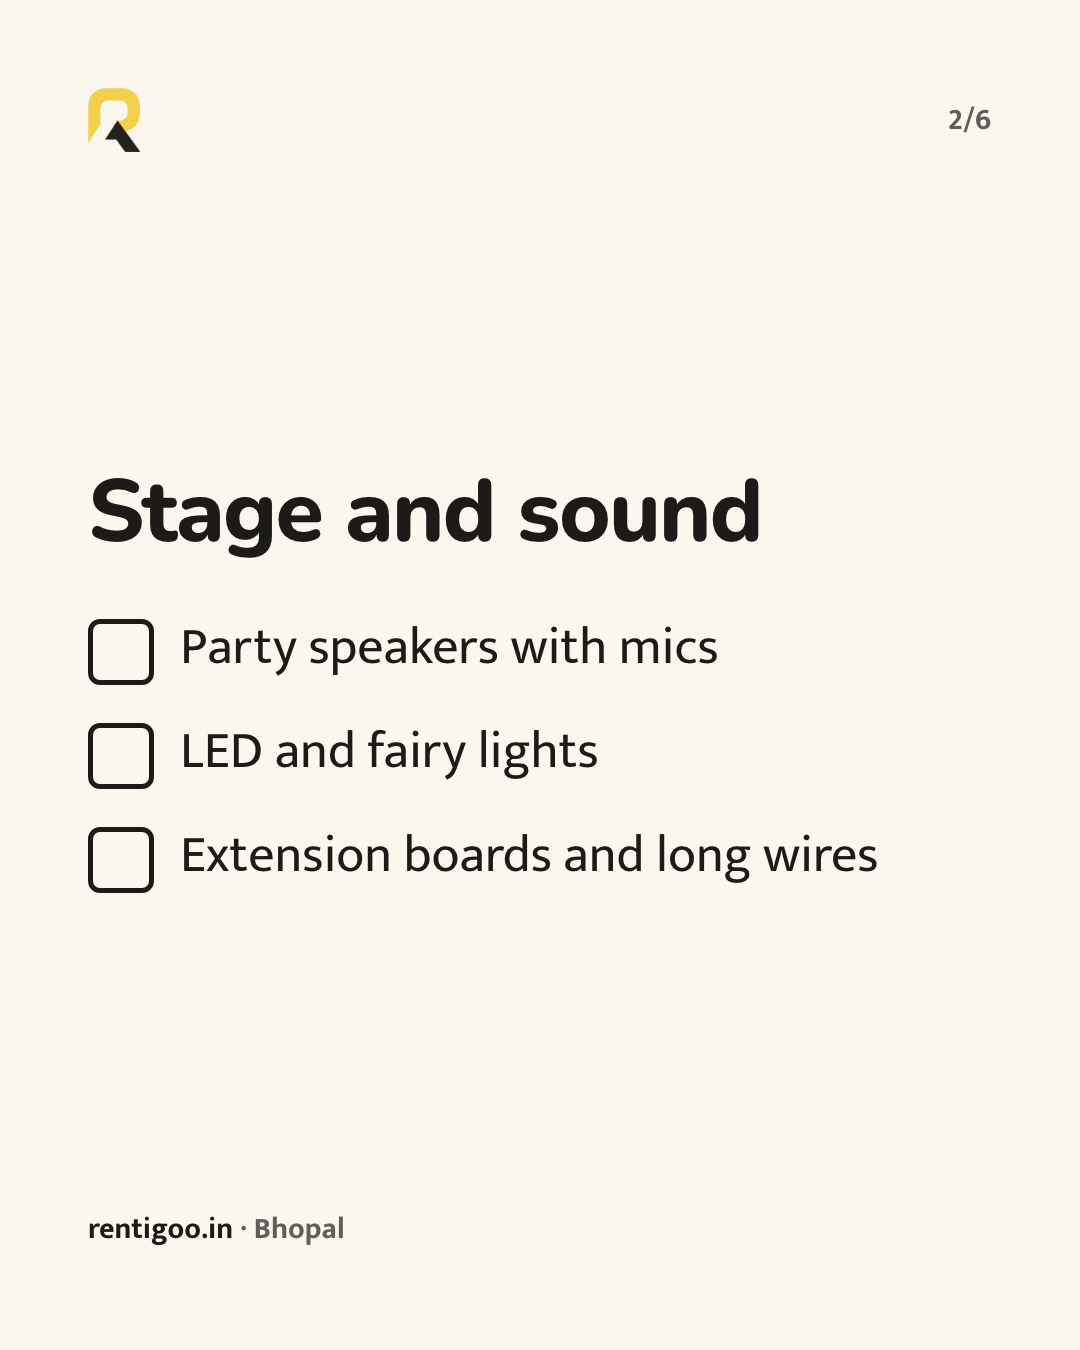 2/6
Stage and sound
Party speakers with mics
LED and fairy lights
Extension boards and long wires
rentigoo.in · Bhopal